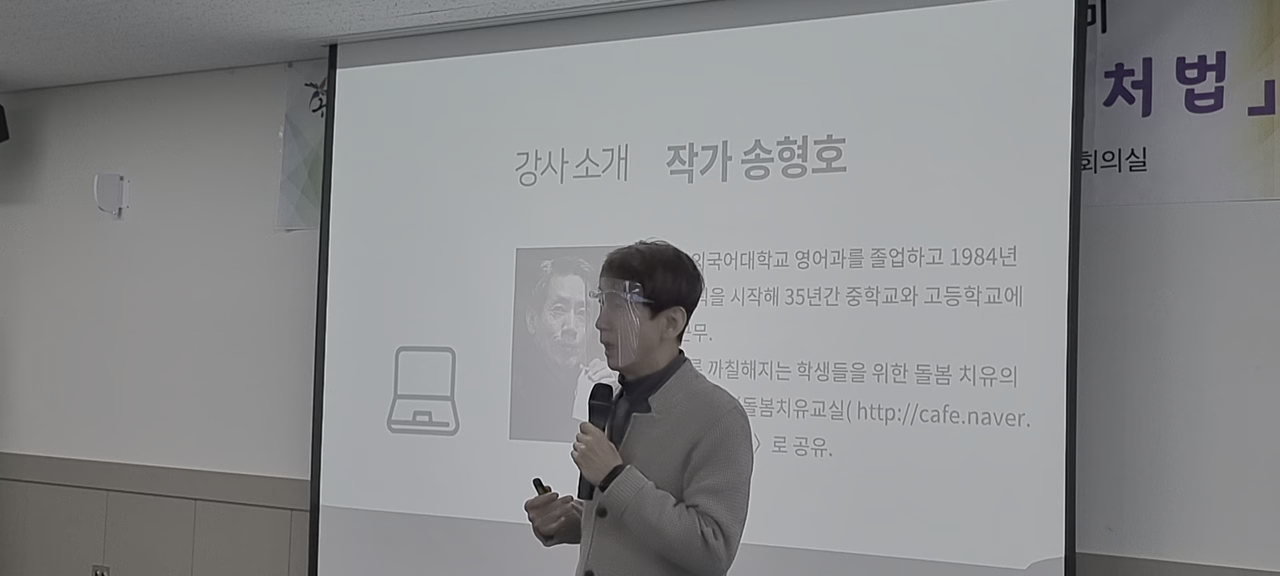 강사 소개 작가 송형호
외국어대학교 영어과를 졸업하고 1984년
시작해 35년간 중학교와 고등학교에
까칠해지는 학생들을 위한 돌봄 치유의
돌봄치유교실( http://cafe.naver.
〉로 공유.
처법」
회의실